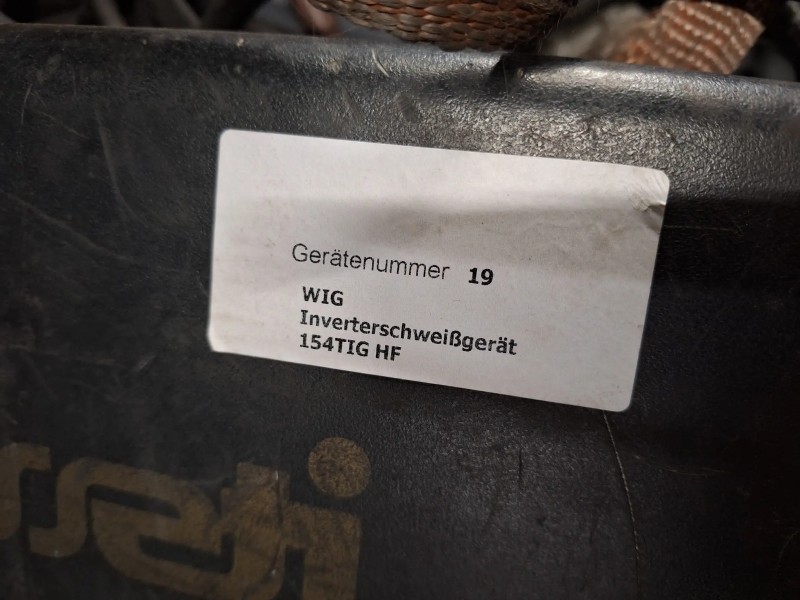 Gerätenummer 19
WIG
Inverterschweißgerät
154TIG HF